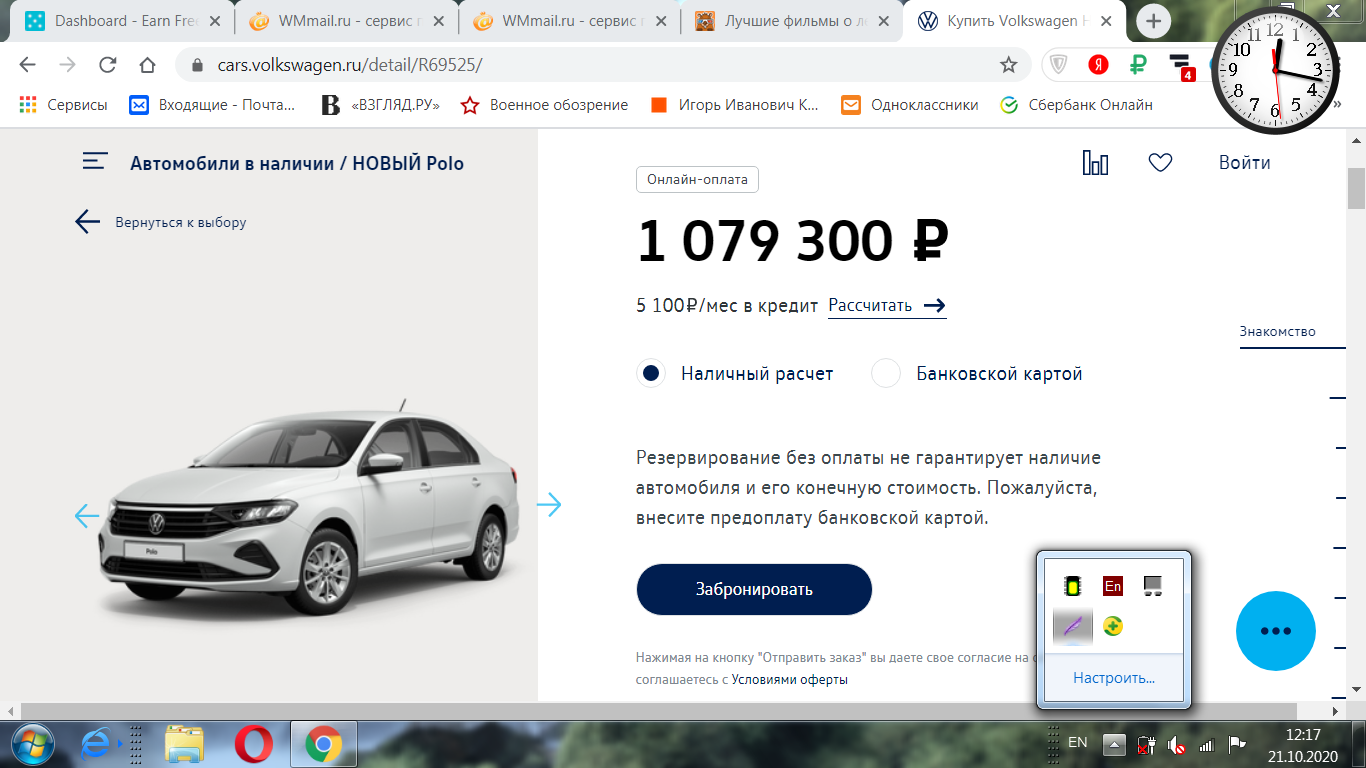 Dashboard - Earn Free
WMmail.ru - сервис п
WMmail.ru - сервис п
Лучшие фильмы о л
Купить Volkswagen Н
cars.volkswagen.ru/detail/R69525/
Я
4
12 1 2 3 4 5 6 7 8 9 10 11
Сервисы
Входящие - Почта...
В
«ВЗГЛЯД.РУ»
Военное обозрение
Игорь Иванович К...
Одноклассники
Сбербанк Онлайн
»
Автомобили в наличии / НОВЫЙ Polo
Войти
Вернуться к выбору
Онлайн-оплата
1 079 300 ₽
5 100₽/мес в кредит Рассчитать
Знакомство
Наличный расчет
Банковской картой
Резервирование без оплаты не гарантирует наличие
автомобиля и его конечную стоимость. Пожалуйста,
внесите предоплату банковской картой.
Polo
Забронировать
En
Нажимая на кнопку "Отправить заказ" вы даете свое согласие на
соглашаетесь с Условиями оферты
Настроить...
EN
12:17
21.10.2020